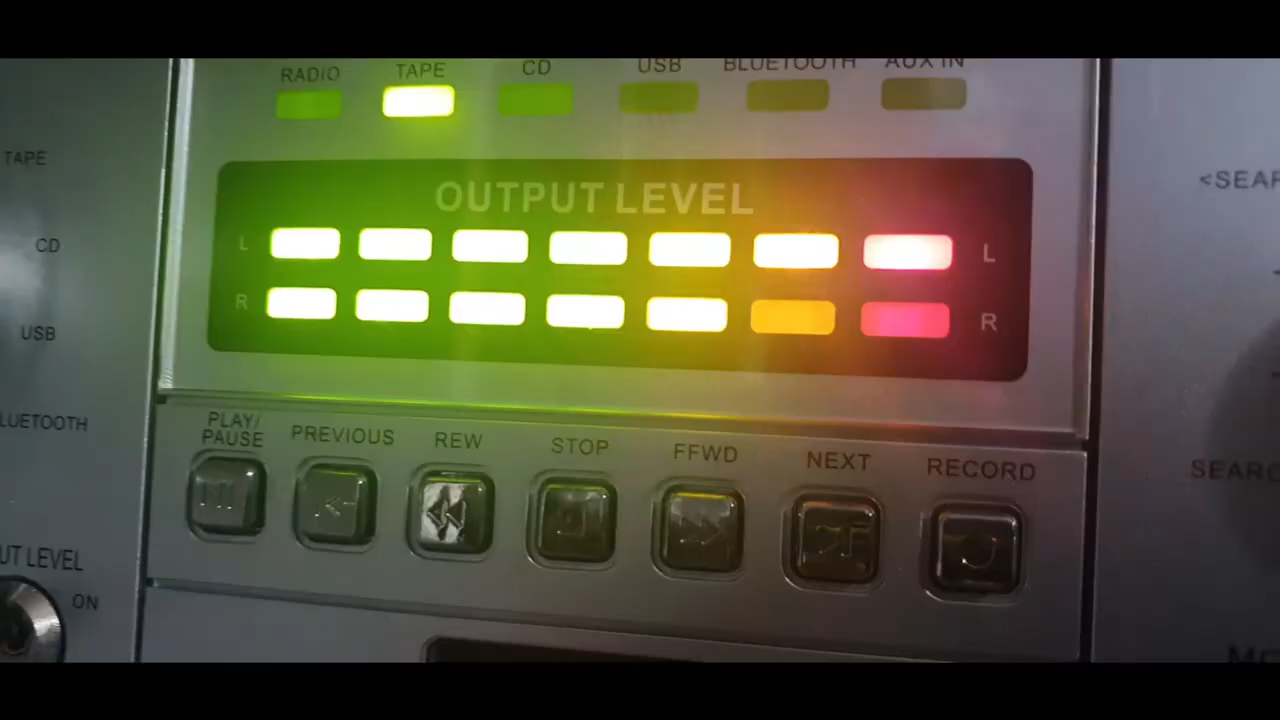 RADIO TAPE CD USB BLUETOOTH AUX IN
TAPE
CD
USB
LUETOOTH
UT LEVEL
ON
OUTPUT LEVEL
L L
R R
PLAY/
PAUSE
PREVIOUS REW STOP FFWD NEXT RECORD
<SEAR
SEARC